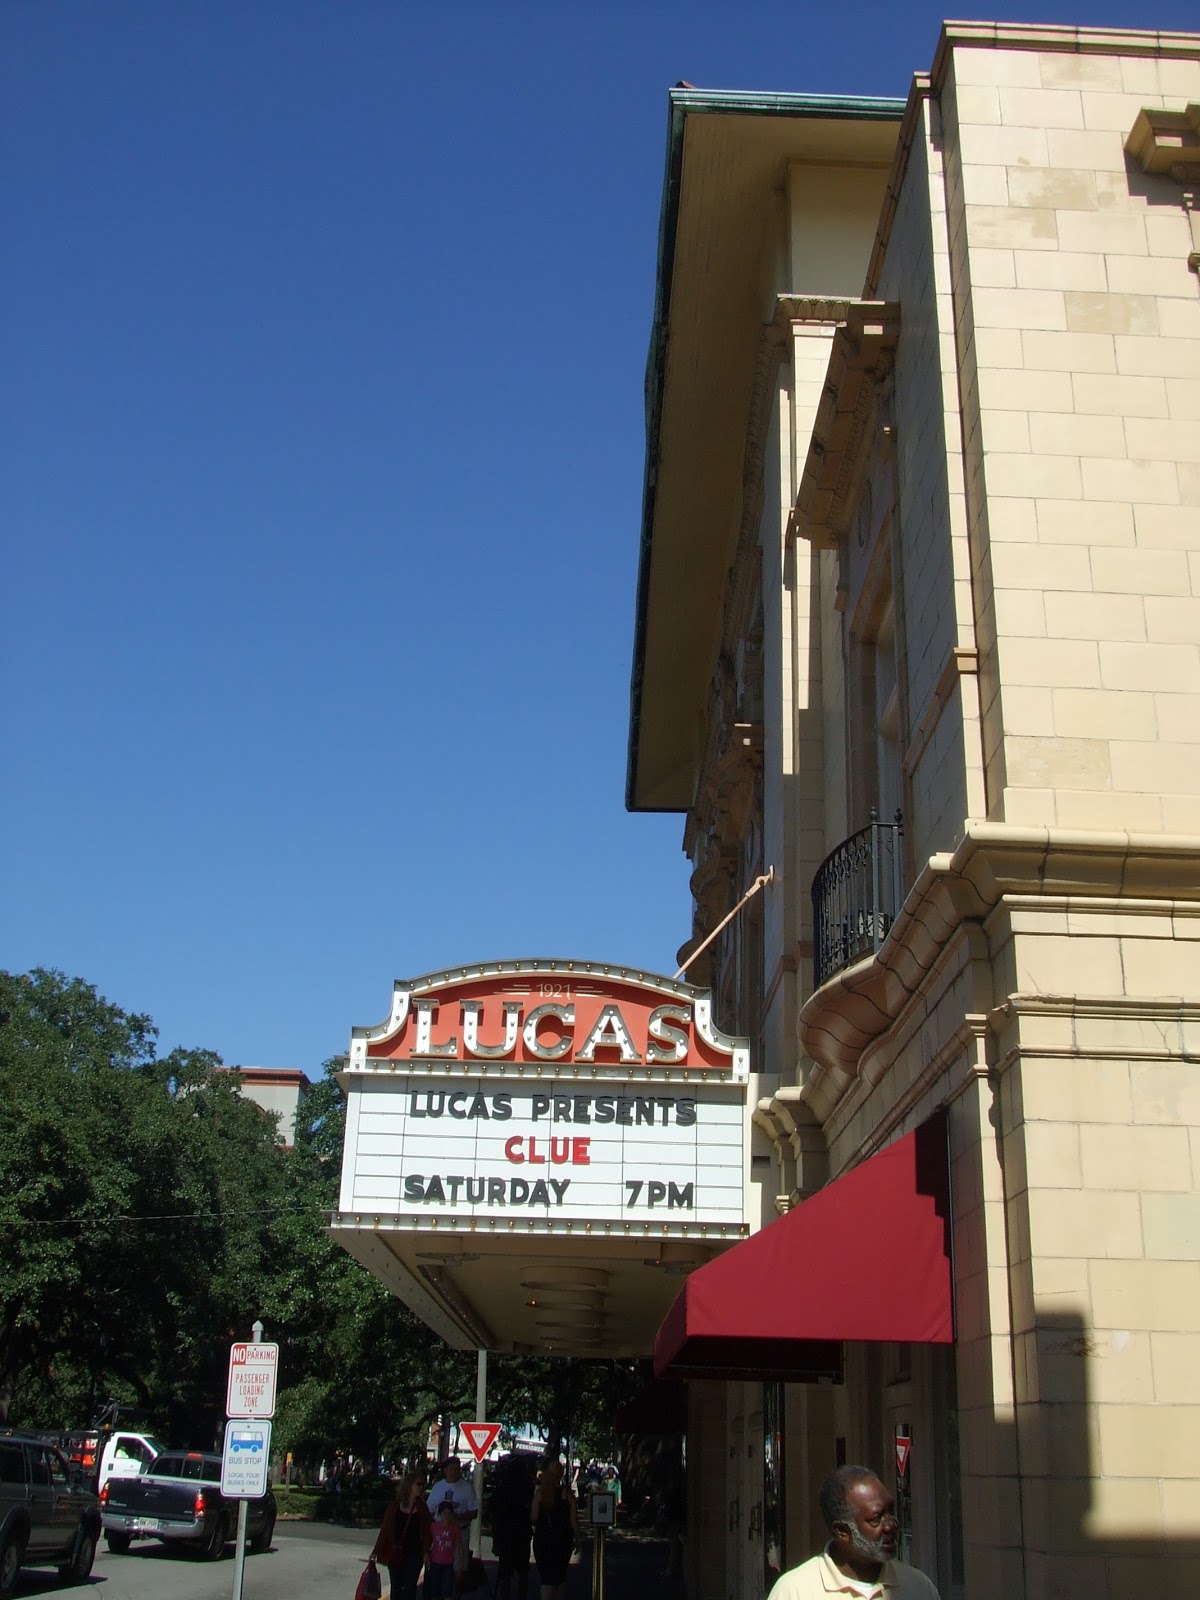 1921
LUCAS
LUCAS PRESENTS
CLUE
SATURDAY 7PM
NO PARKING
PASSENGER
LOADING
ZONE
BUS STOP
LOCAL TOUR
BUSES ONLY
YIELD